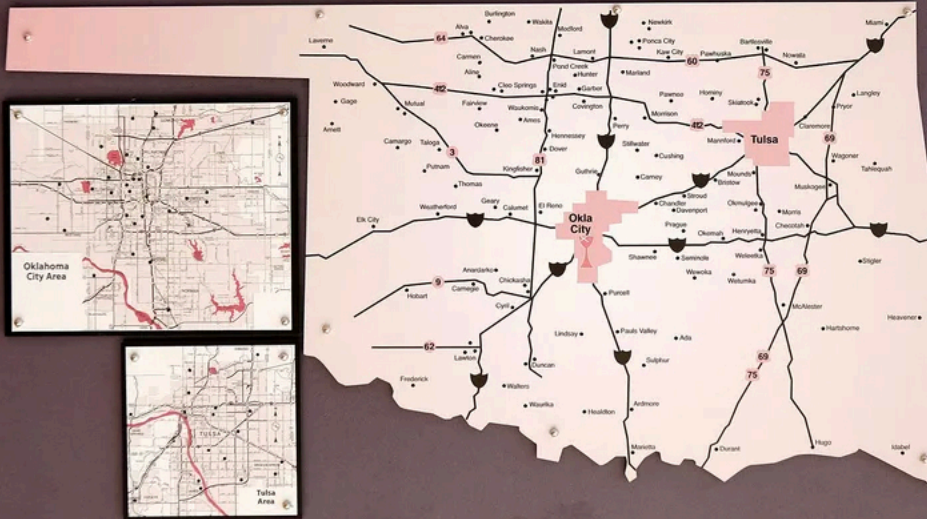 Burlington
Wakita
Newkirk
Alva
Cherokee
Medford
Miami
64
Laverne
Ponca City
Bartlesville
Nash
Lamont
Kaw City
Pawhuska
Nowata
60
Carmen
Pond Creek
Hunter
Aline
Marland
75
Woodward
412
Cleo Springs
Enid
Garber
Pawnee
Hominy
Langley
Gage
Mutual
Fairview
Waukomis
Covington
Skiatook
Pryor
Okeene
Ames
Morrison
Arnett
Perry
412
Claremore
Hennessey
Tulsa
69
Camargo
Taloga
Dover
Stillwater
Mannford
3
81
Cushing
Wagoner
Putnam
Kingfisher
Guthrie
Tahlequah
Thomas
Carney
Mounds
Bristow
Muskogee
Stroud
Chandler
Davenport
Okmulgee
Geary
Calumet
El Reno
Morris
Weatherford
Elk City
Okla
City
Prague
Okemah
Henryetta
Checotah
Shawnee
Seminole
Weleetka
Stigler
Oklahoma
City Area
Anadarko
Wewoka
Wetumka
75
69
Chickasha
9
Carnegie
Hobart
Purcell
Cyril
McAlester
Heavener
Hartshorne
Lindsay
Pauls Valley
Ada
62
Lawton
Duncan
Sulphur
69
75
Frederick
Walters
Waurika
Healdton
Ardmore
Marietta
Durant
Hugo
Idabel
TULSA
Tulsa
Area